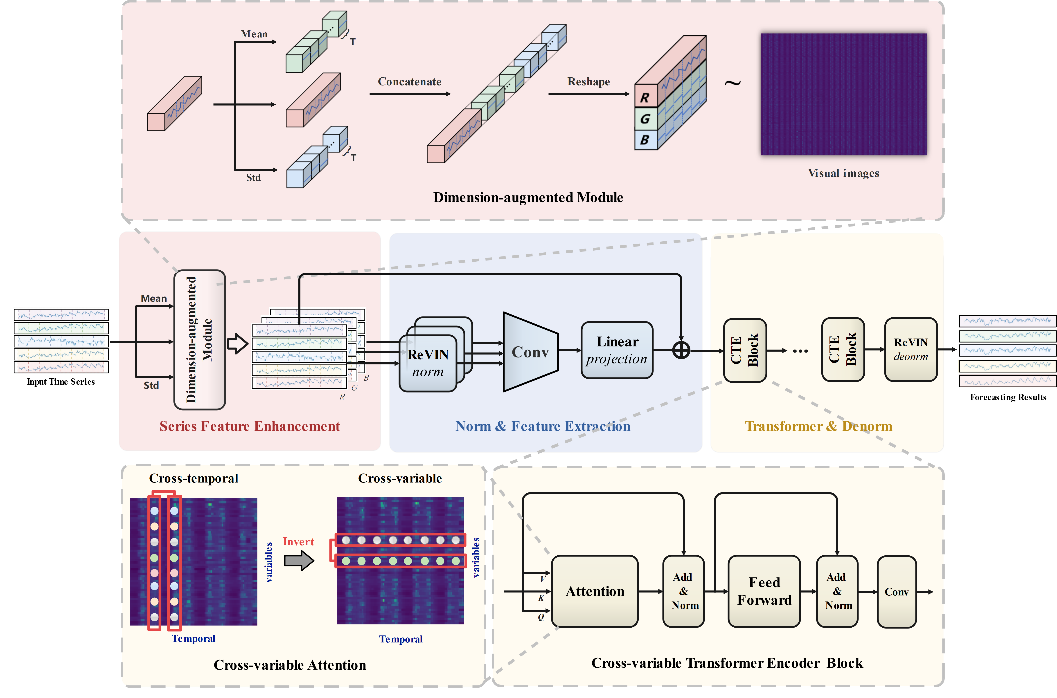 Mean
T
Concatenate
Reshape
R
G
B
~
Std
T
Visual images
Dimension-augmented Module
Mean
Std
Input Time Series
Dimension-augmented
Module
R
G
B
ReVIN
norm
Conv
Linear
projection
CTE
Block
...
CTE
Block
ReVIN
deonrm
Forecasting Results
Series Feature Enhancement
Norm & Feature Extraction
Transformer & Denorm
Cross-temporal
Cross-variable
Invert
variables
variables
Temporal
Temporal
Cross-variable Attention
V
K
Q
Attention
Add
&
Norm
Feed
Forward
Add
&
Norm
Conv
Cross-variable Transformer Encoder Block